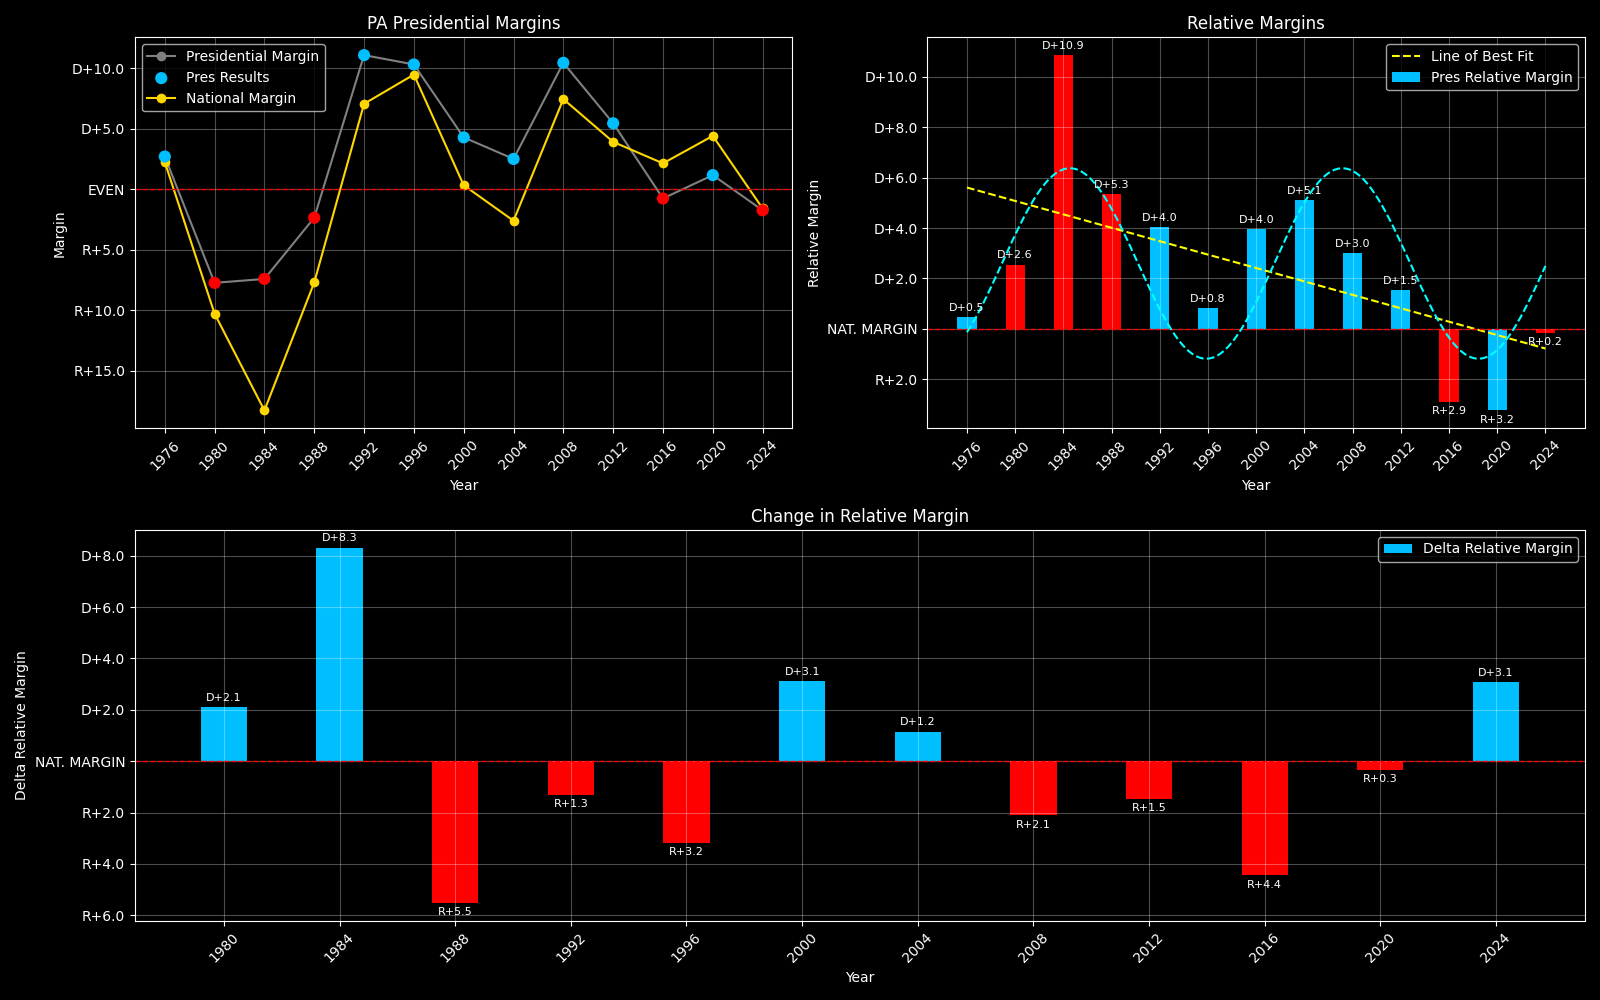 PA Presidential Margins
Presidential Margin
Pres Results
National Margin
D+10.0
D+5.0
EVEN
R+5.0
R+10.0
R+15.0
Margin
1976
1980
1984
1988
1992
1996
2000
2004
2008
2012
2016
2020
2024
Year
Relative Margins
Line of Best Fit
Pres Relative Margin
D+10.0
D+8.0
D+6.0
D+4.0
D+2.0
NAT. MARGIN
R+2.0
Relative Margin
D+0.5
D+2.6
D+10.9
D+5.3
D+4.0
D+0.8
D+4.0
D+5.1
D+3.0
D+1.5
R+2.9
R+3.2
R+0.2
1976
1980
1984
1988
1992
1996
2000
2004
2008
2012
2016
2020
2024
Year
Change in Relative Margin
Delta Relative Margin
D+8.0
D+6.0
D+4.0
D+2.0
NAT. MARGIN
R+2.0
R+4.0
R+6.0
Delta Relative Margin
D+2.1
D+8.3
R+5.5
R+1.3
R+3.2
D+3.1
D+1.2
R+2.1
R+1.5
R+4.4
R+0.3
D+3.1
1980
1984
1988
1992
1996
2000
2004
2008
2012
2016
2020
2024
Year